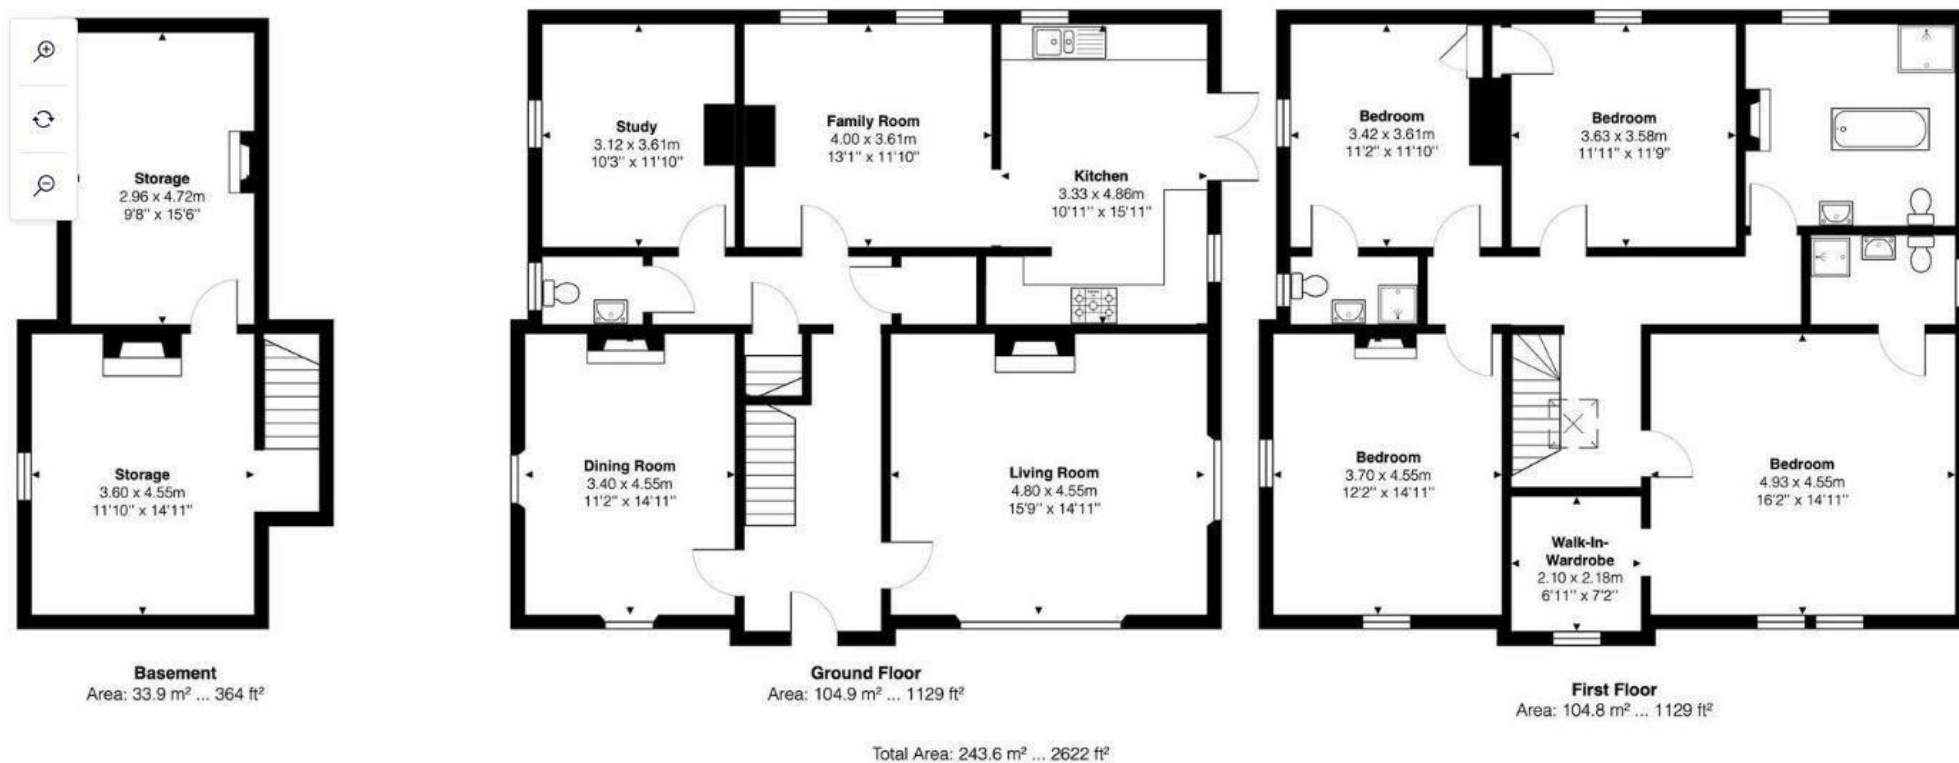 Storage
2.96 x 4.72m
9'8" x 15'6"
Storage
3.60 x 4.55m
11'10" x 14'11"
Basement
Area: 33.9 m² ... 364 ft²
Study
3.12 x 3.61m
10'3" x 11'10"
Family Room
4.00 x 3.61m
13'1" x 11'10"
Kitchen
3.33 x 4.86m
10'11" x 15'11"
Dining Room
3.40 x 4.55m
11'2" x 14'11"
Living Room
4.80 x 4.55m
15'9" x 14'11"
Ground Floor
Area: 104.9 m² ... 1129 ft²
Bedroom
3.42 x 3.61m
11'2" x 11'10"
Bedroom
3.63 x 3.58m
11'11" x 11'9"
Bedroom
3.70 x 4.55m
12'2" x 14'11"
Bedroom
4.93 x 4.55m
16'2" x 14'11"
Walk-In-
Wardrobe
2.10 x 2.18m
6'11" x 7'2"
First Floor
Area: 104.8 m² ... 1129 ft²
Total Area: 243.6 m² ... 2622 ft²